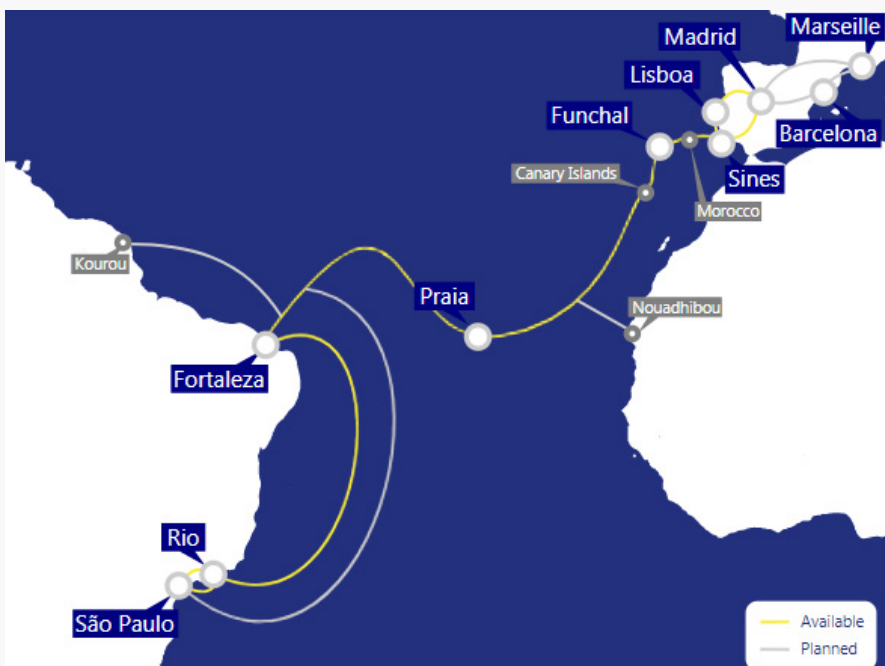 Marseille
Madrid
Lisboa
Funchal
Barcelona
Canary Islands
Sines
Morocco
Kourou
Praia
Nouadhibou
Fortaleza
Rio
São Paulo
Available
Planned